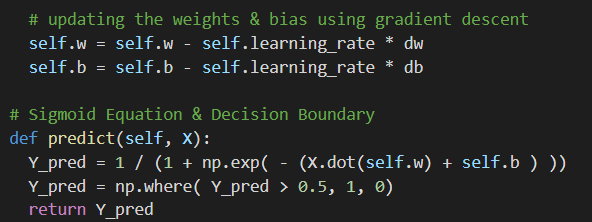 # updating the weights & bias using gradient descent
self.w = self.w - self.learning_rate * dw
self.b = self.b - self.learning_rate * db
# Sigmoid Equation & Decision Boundary
def predict(self, X):
Y_pred = 1 / (1 + np.exp( - (X.dot(self.w) + self.b ) ))
Y_pred = np.where( Y_pred > 0.5, 1, 0)
return Y_pred